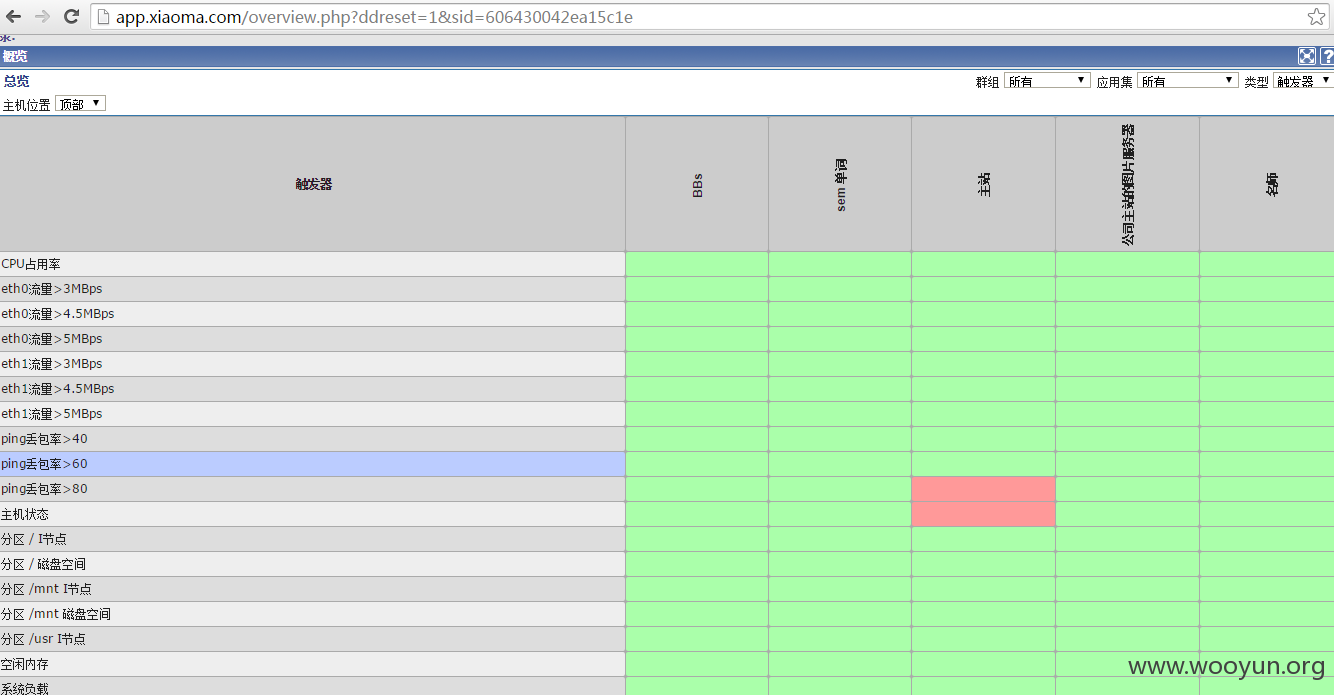 app.xiaoma.com/overview.php?ddreset=1&sid=606430042ea15c1e
概览
总览 群组 所有 应用集 所有 类型 触发器
主机位置 顶部
触发器 BBs sem 单词 主站 公司主站的图片服务器 名师
CPU占用率
eth0流量>3MBps
eth0流量>4.5MBps
eth0流量>5MBps
eth1流量>3MBps
eth1流量>4.5MBps
eth1流量>5MBps
ping丢包率>40
ping丢包率>60
ping丢包率>80
主机状态
分区 / I节点
分区 / 磁盘空间
分区 /mnt I节点
分区 /mnt 磁盘空间
分区 /usr I节点
空闲内存
系统负载
www.wooyun.org